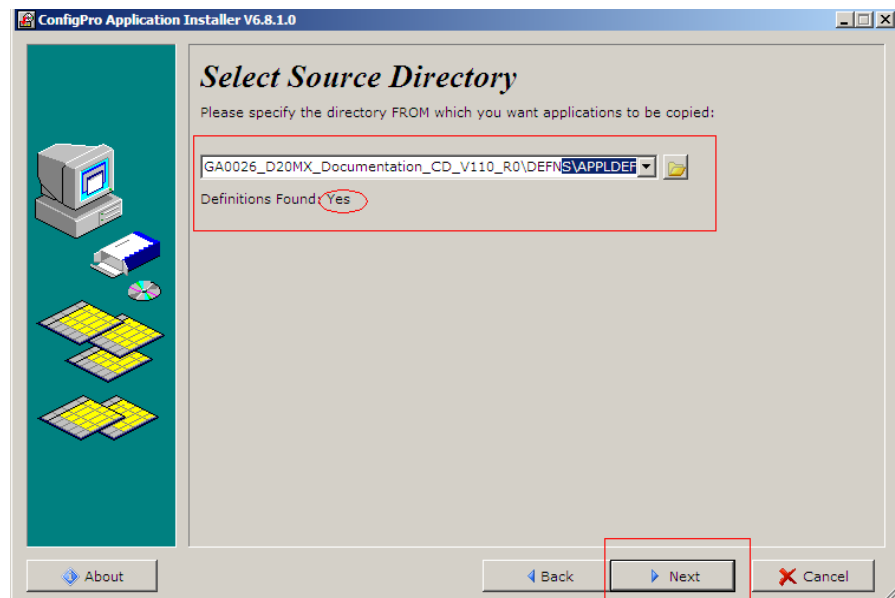 ConfigPro Application Installer V6.8.1.0
Select Source Directory
Please specify the directory FROM which you want applications to be copied:
GA0026_D20MX_Documentation_CD_V110_R0\DEFNS\APPLDEF
Definitions Found: Yes
About
Back
Next
Cancel